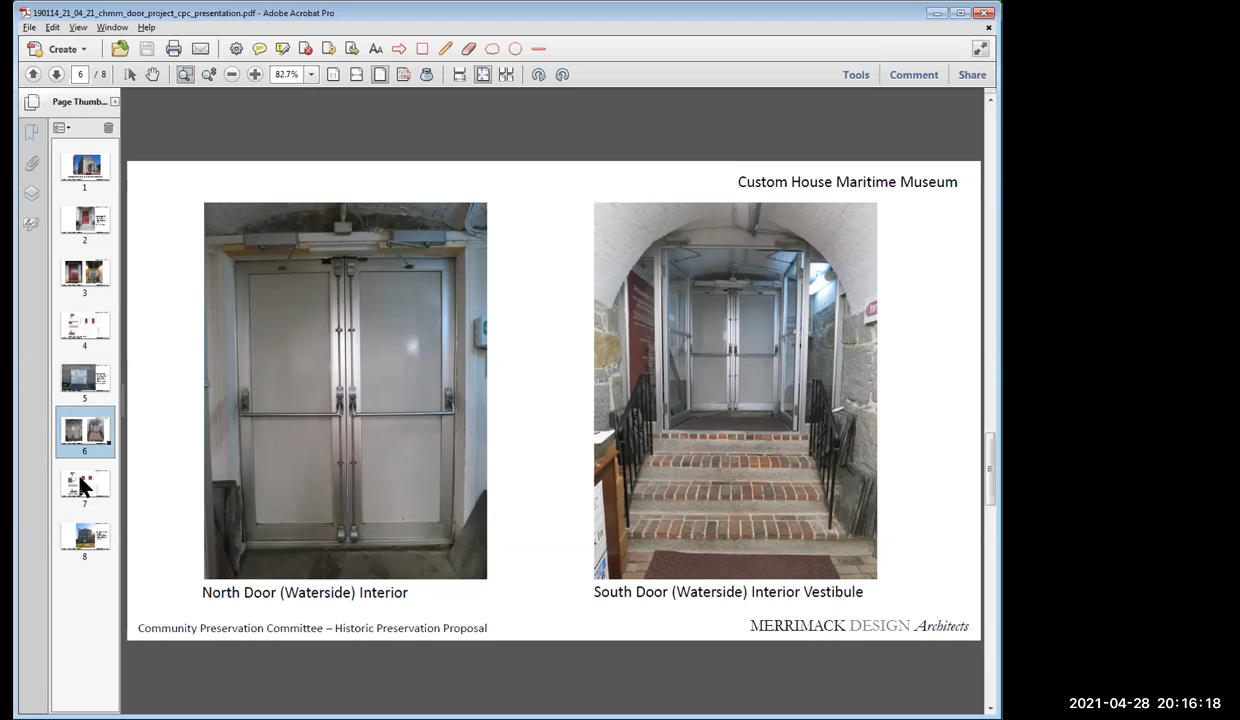 190114_21_04_21_chmm_door_project_cpc_presentation.pdf - Adobe Acrobat Pro
File Edit View Window Help
Create
6 / 8 82.7% Tools Comment Share
Page Thumb...
1
2
3
4
5
6
7
8
Custom House Maritime Museum
North Door (Waterside) Interior
South Door (Waterside) Interior Vestibule
Community Preservation Committee – Historic Preservation Proposal
MERRIMACK DESIGN Architects
2021-04-28 20:16:18